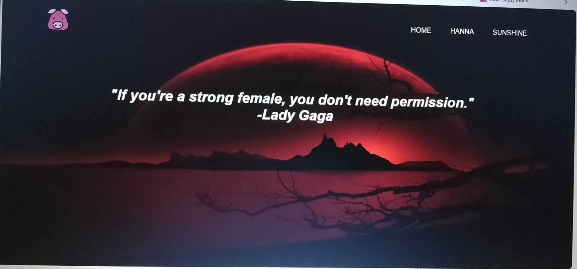 HOME HANNA SUNSHINE
"If you're a strong female, you don't need permission."
-Lady Gaga